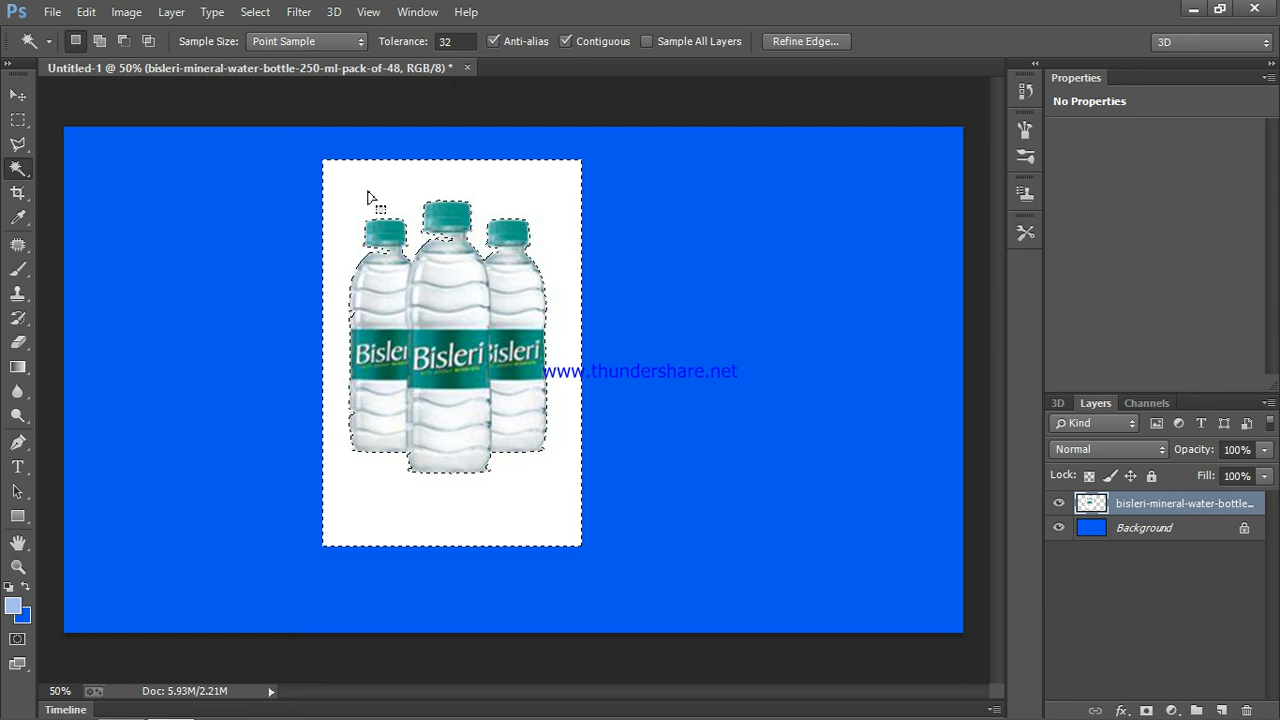 Ps File Edit Image Layer Type Select Filter 3D View Window Help
Sample Size: Point Sample Tolerance: 32 Anti-alias Contiguous Sample All Layers Refine Edge... 3D
Untitled-1 @ 50% (bisleri-mineral-water-bottle-250-ml-pack-of-48, RGB/8) * ×
Properties
No Properties
Bisler Bisleri Bisleri
www.thundershare.net
3D Layers Channels
Kind
Normal Opacity: 100%
Lock: Fill: 100%
bisleri-mineral-water-bottle...
Background
50% Doc: 5.93M/2.21M
Timeline